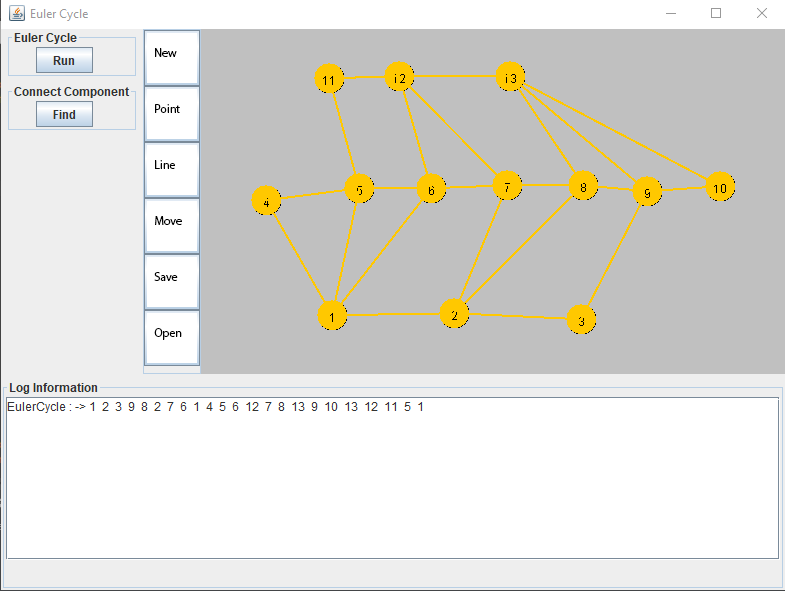 Euler Cycle
Euler Cycle
Run
Connect Component
Find
New
Point
Line
Move
Save
Open
11 12 13
4 5 6 7 8 9 10
1 2 3
Log Information
EulerCycle : -> 1 2 3 9 8 2 7 6 1 4 5 6 12 7 8 13 9 10 13 12 11 5 1